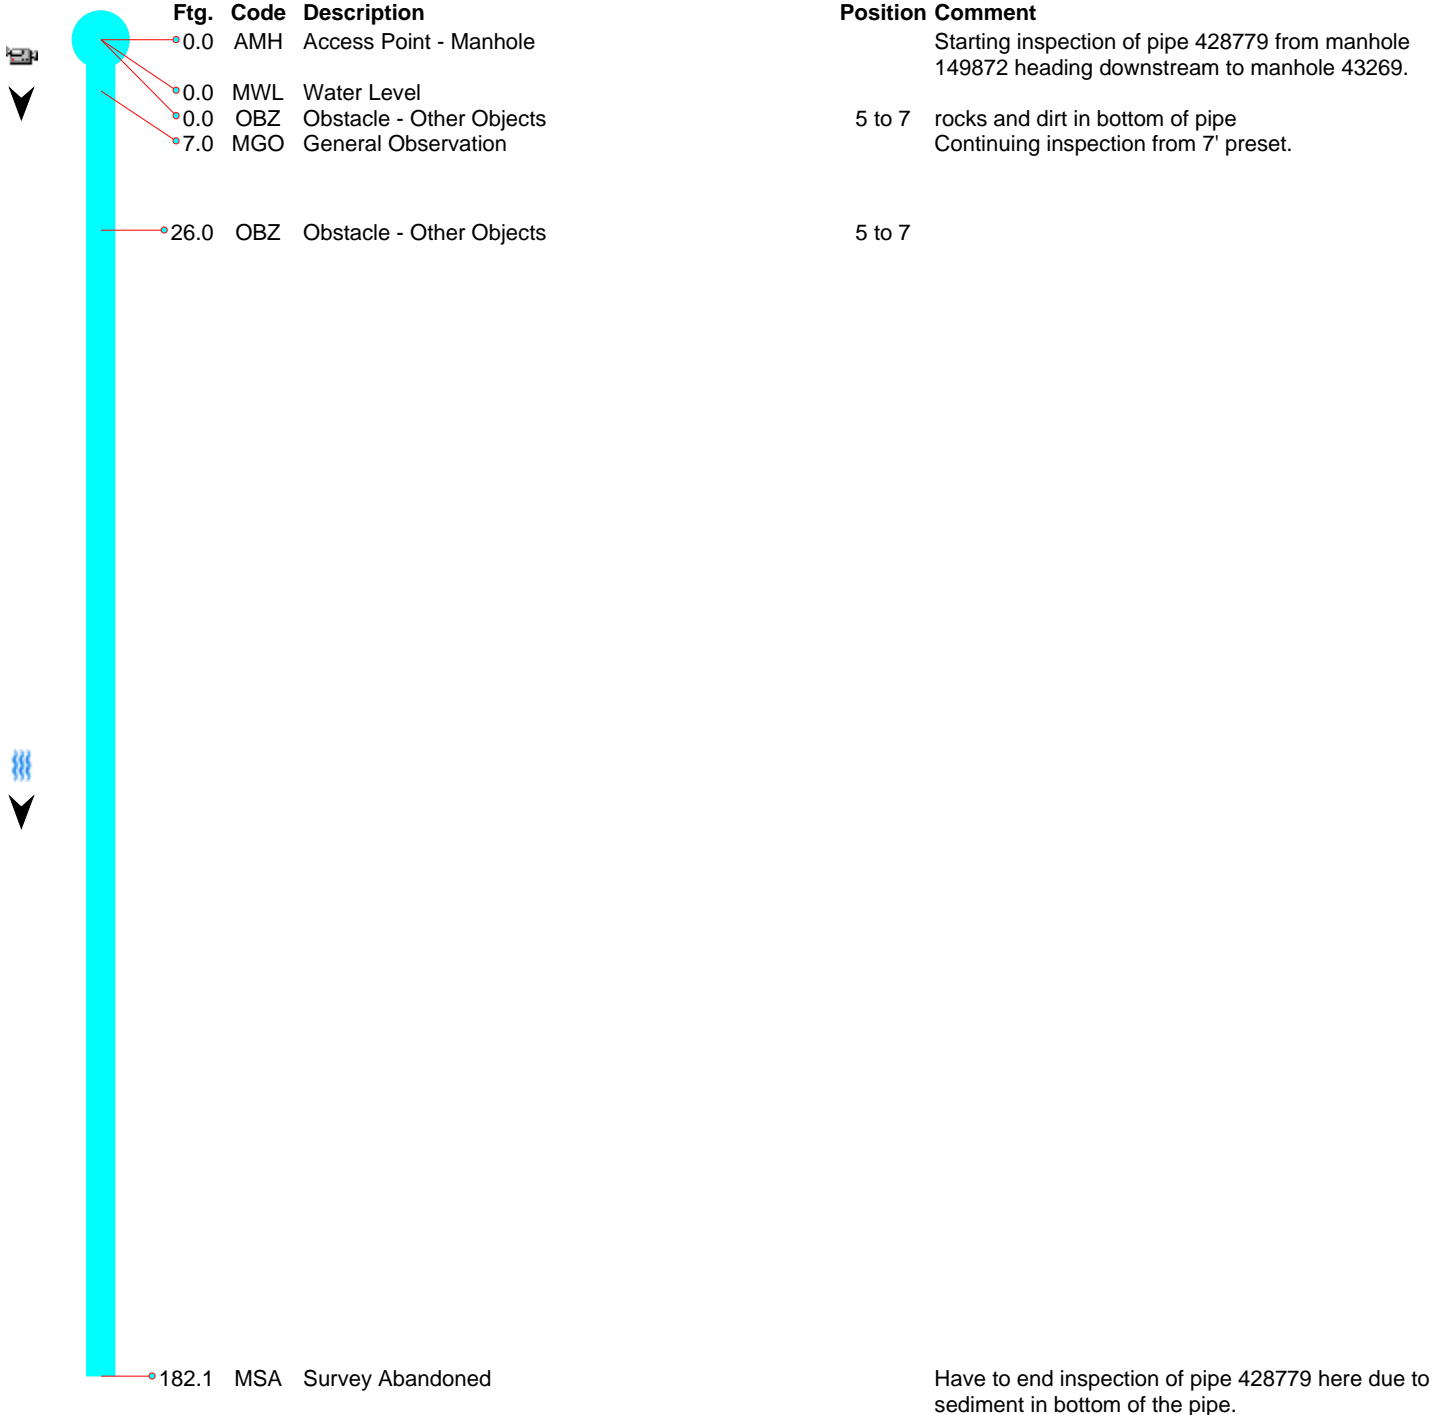 Ftg. Code Description Position Comment
0.0 AMH Access Point - Manhole Starting inspection of pipe 428779 from manhole
149872 heading downstream to manhole 43269.
0.0 MWL Water Level
0.0 OBZ Obstacle - Other Objects 5 to 7 rocks and dirt in bottom of pipe
7.0 MGO General Observation Continuing inspection from 7' preset.
26.0 OBZ Obstacle - Other Objects 5 to 7
182.1 MSA Survey Abandoned Have to end inspection of pipe 428779 here due to
sediment in bottom of the pipe.